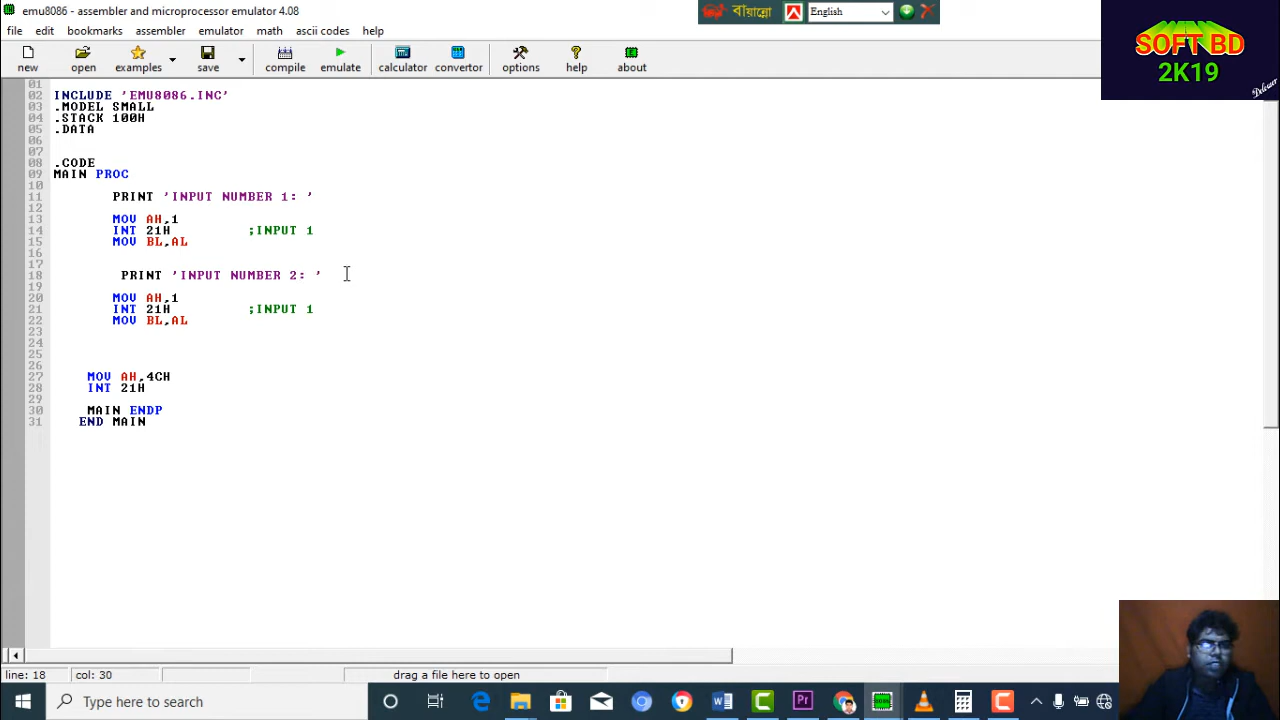 emu8086 - assembler and microprocessor emulator 4.08
বায়ান্নো English
SOFT BD
2K19
Delower
file edit bookmarks assembler emulator math ascii codes help
new open examples save compile emulate calculator convertor options help about
01
02 INCLUDE 'EMU8086.INC'
03 .MODEL SMALL
04 .STACK 100H
05 .DATA
06
07
08 .CODE
09 MAIN PROC
10
11 PRINT 'INPUT NUMBER 1: '
12
13 MOV AH,1
14 INT 21H ;INPUT 1
15 MOV BL,AL
16
17
18 PRINT 'INPUT NUMBER 2: '
19
20 MOV AH,1
21 INT 21H ;INPUT 1
22 MOV BL,AL
23
24
25
26
27 MOV AH,4CH
28 INT 21H
29
30 MAIN ENDP
31 END MAIN
line: 18 col: 30 drag a file here to open
Type here to search